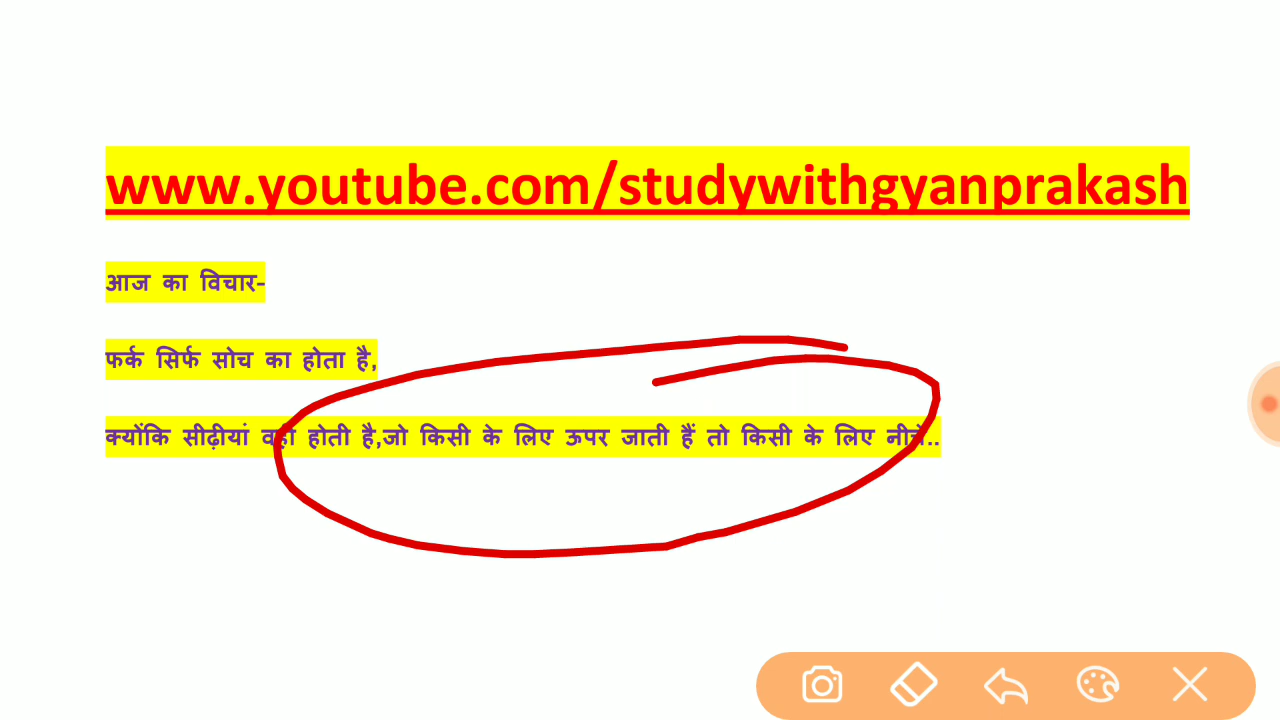 www.youtube.com/studywithgyanprakash
आज का विचार-
फर्क सिर्फ सोच का होता है,
क्योंकि सीढ़ीयां वही होती है,जो किसी के लिए ऊपर जाती हैं तो किसी के लिए नीचे..